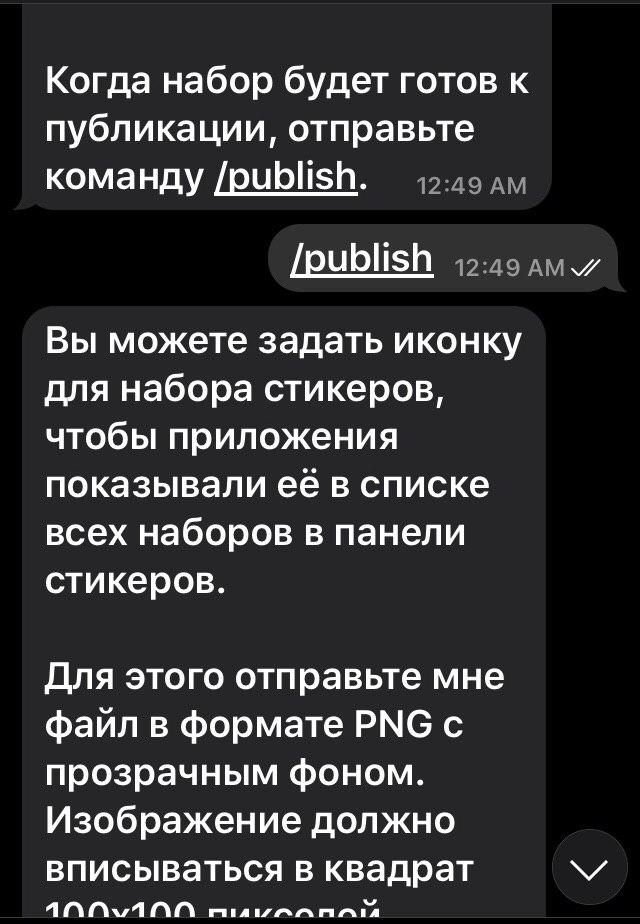 Когда набор будет готов к
публикации, отправьте
команду /publish.
12:49 AM
/publish
12:49 AM
Вы можете задать иконку
для набора стикеров,
чтобы приложения
показывали её в списке
всех наборов в панели
стикеров.
Для этого отправьте мне
файл в формате PNG с
прозрачным фоном.
Изображение должно
вписываться в квадрат
100x100 пикселей